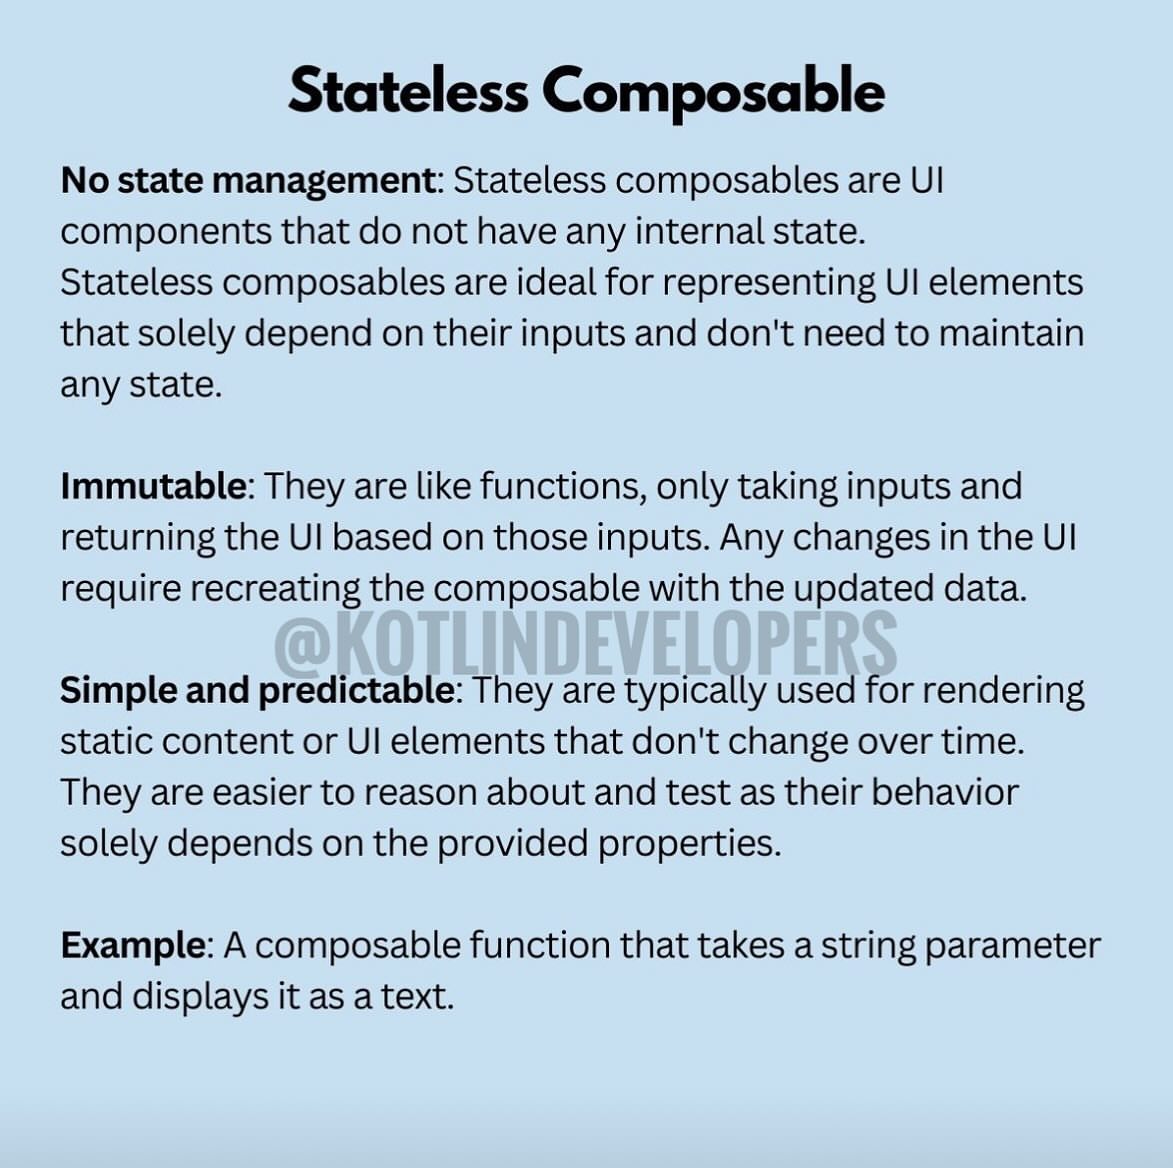 Stateless Composable
No state management: Stateless composables are UI
components that do not have any internal state.
Stateless composables are ideal for representing UI elements
that solely depend on their inputs and don't need to maintain
any state.
Immutable: They are like functions, only taking inputs and
returning the UI based on those inputs. Any changes in the UI
require recreating the composable with the updated data.
@KOTLINDEVELOPERS
Simple and predictable: They are typically used for rendering
static content or UI elements that don't change over time.
They are easier to reason about and test as their behavior
solely depends on the provided properties.
Example: A composable function that takes a string parameter
and displays it as a text.